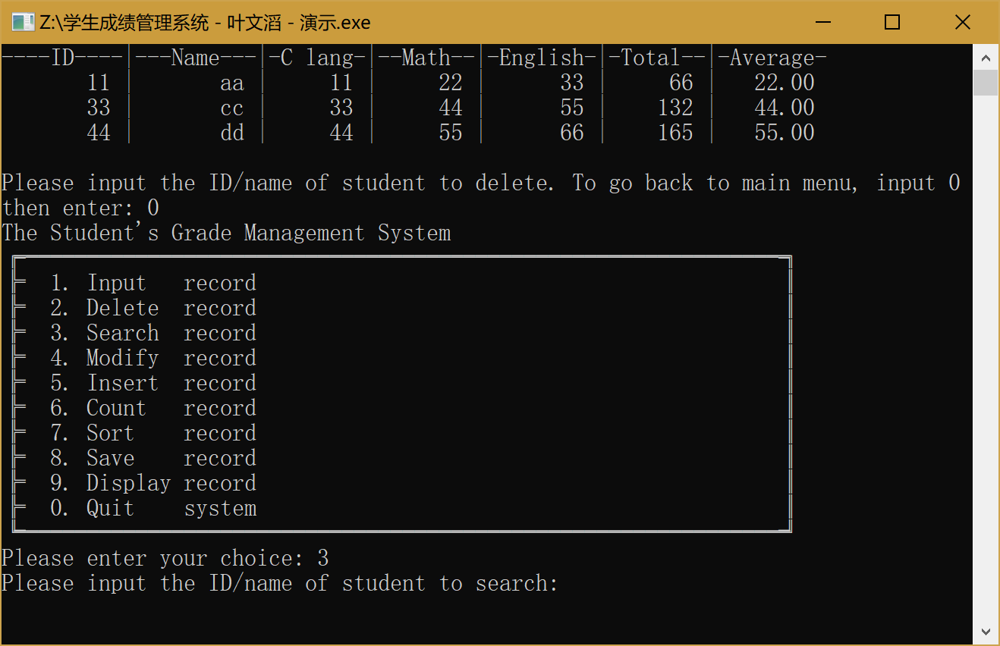 Z:\学生成绩管理系统 - 叶文滔 - 演示.exe
----ID----|---Name---|-C lang-|--Math--|-English-|-Total--|-Average-
11 | aa | 11 | 22 | 33 | 66 | 22.00
33 | cc | 33 | 44 | 55 | 132 | 44.00
44 | dd | 44 | 55 | 66 | 165 | 55.00
Please input the ID/name of student to delete. To go back to main menu, input 0
then enter: 0
The Student's Grade Management System
1. Input record
2. Delete record
3. Search record
4. Modify record
5. Insert record
6. Count record
7. Sort record
8. Save record
9. Display record
0. Quit system
Please enter your choice: 3
Please input the ID/name of student to search: